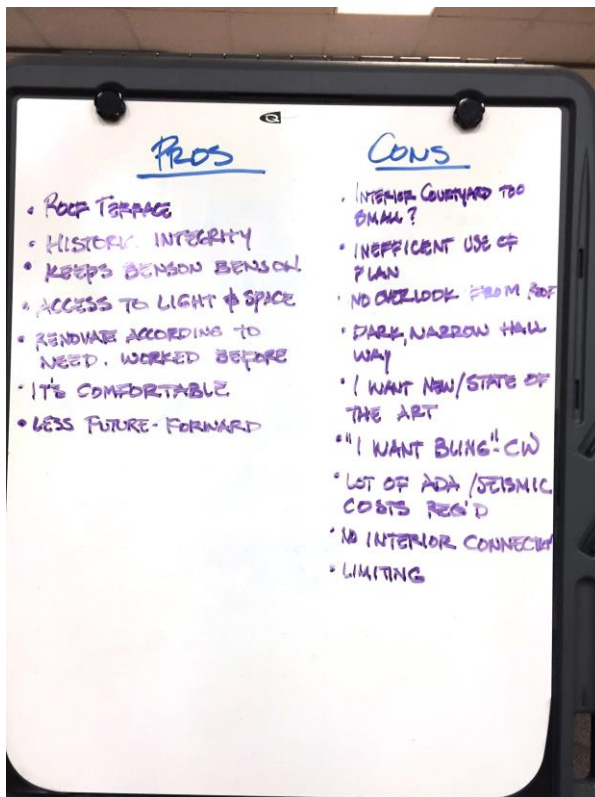 PROS
• ROOF TERRACE
• HISTORIC INTEGRITY
• KEEPS BENSON BENSON
• ACCESS TO LIGHT & SPACE
• RENOVATE ACCORDING TO
NEED. WORKED BEFORE
• IT'S COMFORTABLE
• LESS FUTURE-FORWARD
CONS
• INTERIOR COURTYARD TOO
SMALL?
• INEFFICENT USE OF
PLAN
• NO OVERLOOK FROM ROOF
• DARK, NARROW HALL
WAY
• I WANT NEW/STATE OF
THE ART
• "I WANT BLING"-CW
• LOT OF ADA/SEISMIC
COSTS REQ'D
• NO INTERIOR
• LIMITING